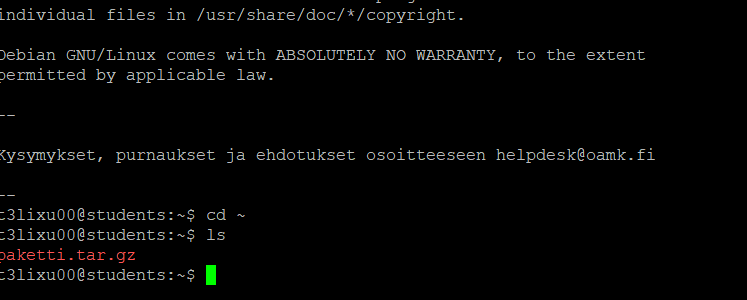 individual files in /usr/share/doc/*/copyright.
Debian GNU/Linux comes with ABSOLUTELY NO WARRANTY, to the extent
permitted by applicable law.
--
Kysymykset, purnaukset ja ehdotukset osoitteeseen helpdesk@oamk.fi
--
t3lixu00@students:~$ cd ~
t3lixu00@students:~$ ls
paketti.tar.gz
t3lixu00@students:~$